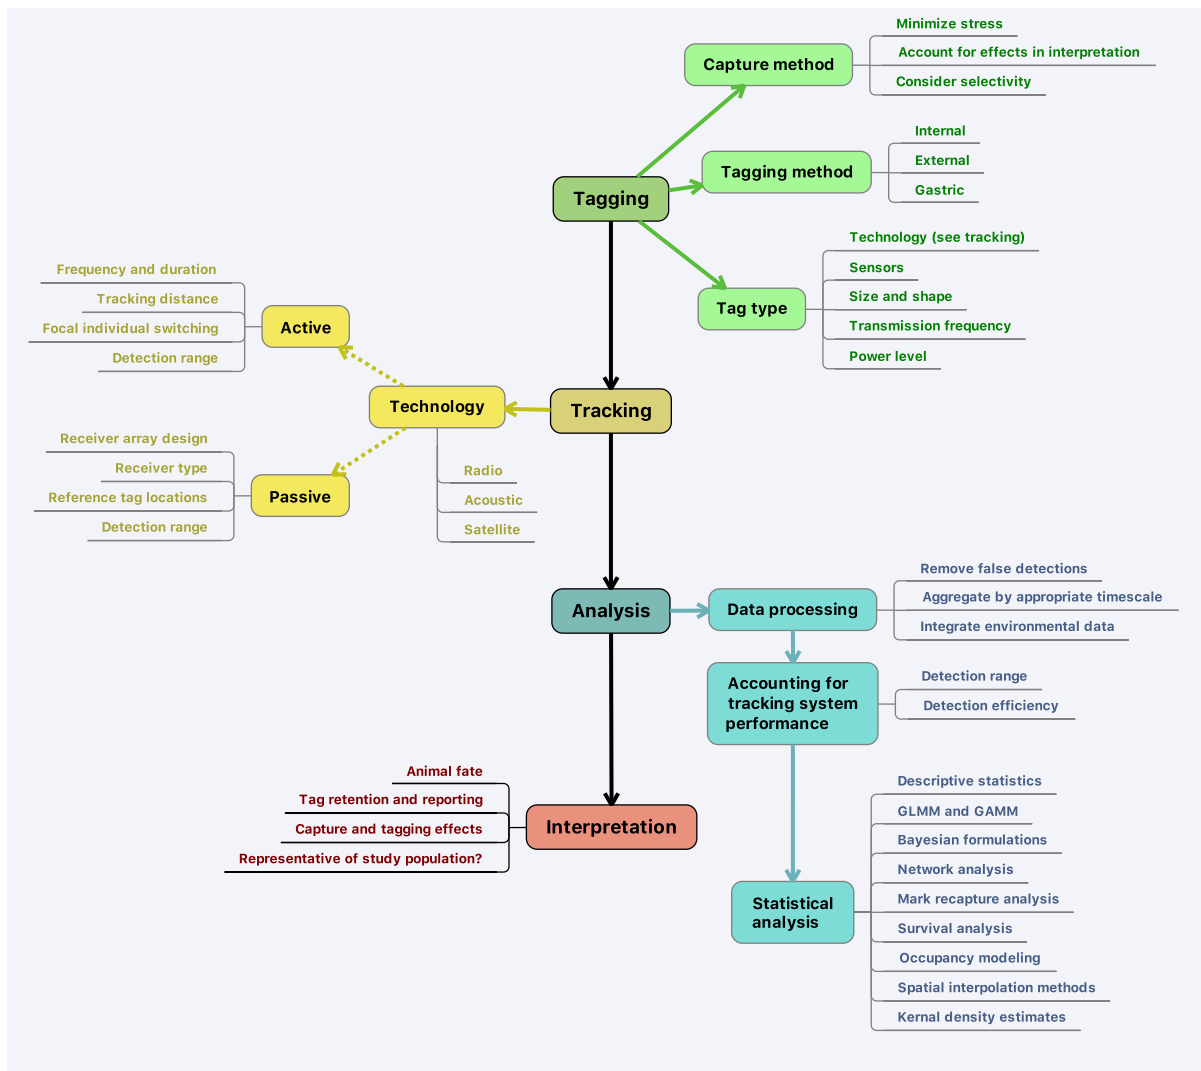 Minimize stress
Capture method
Account for effects in interpretation
Consider selectivity
Internal
Tagging method
External
Gastric
Tagging
Technology (see tracking)
Sensors
Size and shape
Tag type
Transmission frequency
Power level
Frequency and duration
Tracking distance
Active
Focal individual switching
Detection range
Technology
Tracking
Receiver array design
Receiver type
Passive
Reference tag locations
Detection range
Radio
Acoustic
Satellite
Remove false detections
Analysis
Data processing
Aggregate by appropriate timescale
Integrate environmental data
Accounting for
tracking system
performance
Detection range
Detection efficiency
Animal fate
Tag retention and reporting
Interpretation
Capture and tagging effects
Representative of study population?
Statistical
analysis
Descriptive statistics
GLMM and GAMM
Bayesian formulations
Network analysis
Mark recapture analysis
Survival analysis
Occupancy modeling
Spatial interpolation methods
Kernal density estimates